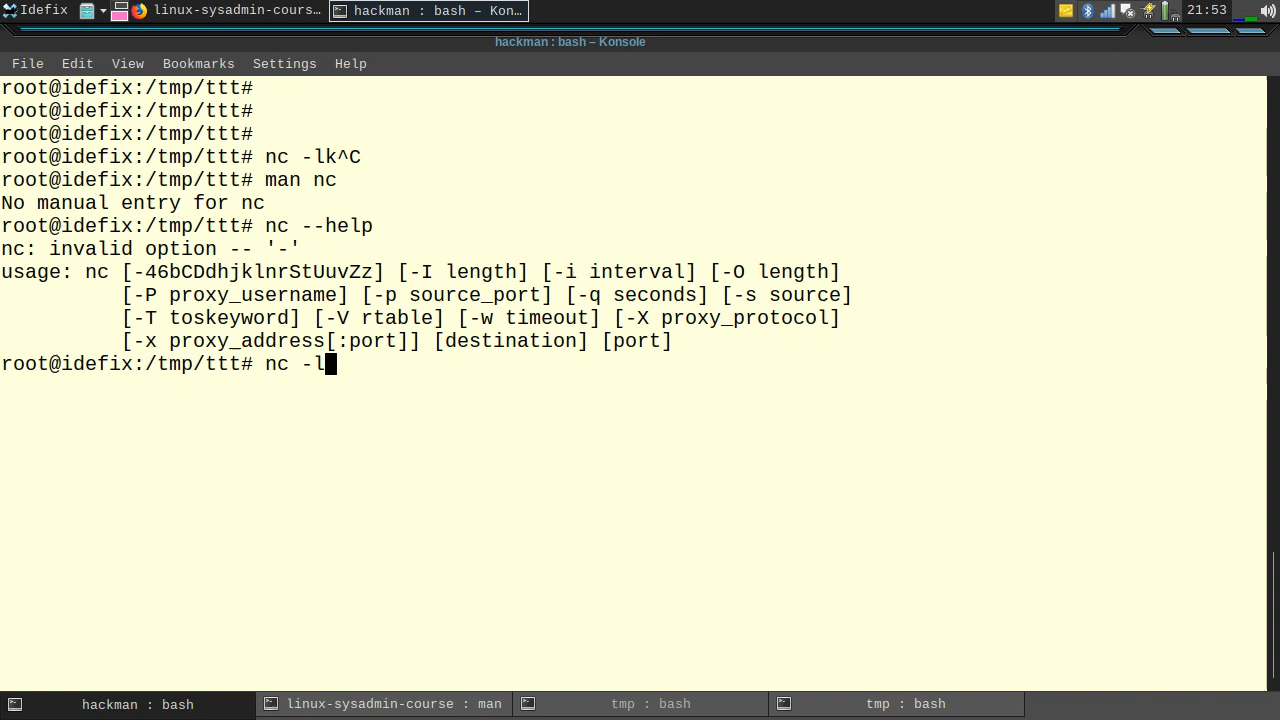 Idefix linux-sysadmin-cours… hackman : bash – Kon… 21:53
hackman : bash – Konsole
File Edit View Bookmarks Settings Help
root@idefix:/tmp/ttt#
root@idefix:/tmp/ttt#
root@idefix:/tmp/ttt#
root@idefix:/tmp/ttt# nc -lk^C
root@idefix:/tmp/ttt# man nc
No manual entry for nc
root@idefix:/tmp/ttt# nc --help
nc: invalid option -- '-'
usage: nc [-46bCDdhjklnrStUuvZz] [-I length] [-i interval] [-O length]
          [-P proxy_username] [-p source_port] [-q seconds] [-s source]
          [-T toskeyword] [-V rtable] [-w timeout] [-X proxy_protocol]
          [-x proxy_address[:port]] [destination] [port]
root@idefix:/tmp/ttt# nc -l
hackman : bash linux-sysadmin-course : man tmp : bash tmp : bash